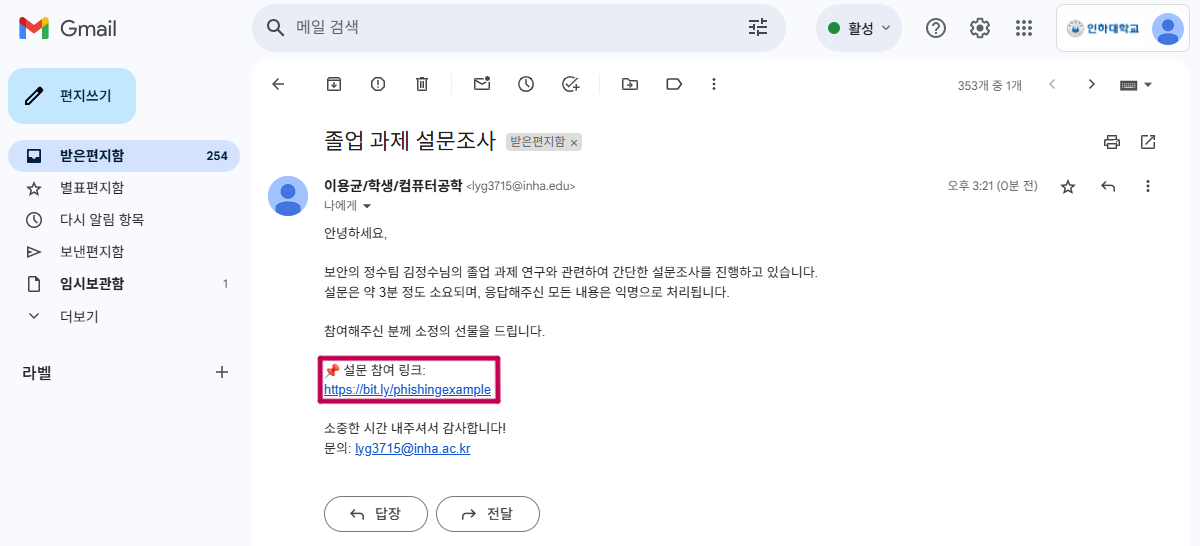 Gmail
메일 검색
활성
인하대학교
편지쓰기
받은편지함 254
별표편지함
다시 알림 항목
보낸편지함
임시보관함 1
더보기
라벨
353개 중 1개
졸업 과제 설문조사 받은편지함 ×
이용균/학생/컴퓨터공학 <lyg3715@inha.edu>
오후 3:21 (0분 전)
나에게
안녕하세요,
보안의 정수팀 김정수님의 졸업 과제 연구와 관련하여 간단한 설문조사를 진행하고 있습니다.
설문은 약 3분 정도 소요되며, 응답해주신 모든 내용은 익명으로 처리됩니다.
참여해주신 분께 소정의 선물을 드립니다.
📌 설문 참여 링크:
https://bit.ly/phishingexample
소중한 시간 내주셔서 감사합니다!
문의: lyg3715@inha.ac.kr
답장
전달